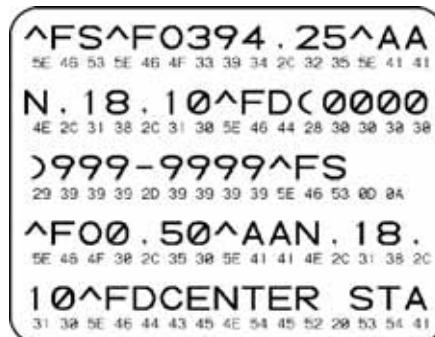 ^FS^FO394.25^AA
5E 46 53 5E 46 4F 33 39 34 2C 32 35 5E 41 41
N.18.10^FD(0000
4E 2C 31 38 2C 31 30 5E 46 44 28 30 30 30 30
)999-9999^FS
29 39 39 39 2D 39 39 39 39 5E 46 53 0D 0A
^FO0.50^AAN.18.
5E 46 4F 30 2C 35 30 5E 41 41 4E 2C 31 38 2C
10^FDCENTER STA
31 30 5E 46 44 43 45 4E 54 45 52 20 53 54 41